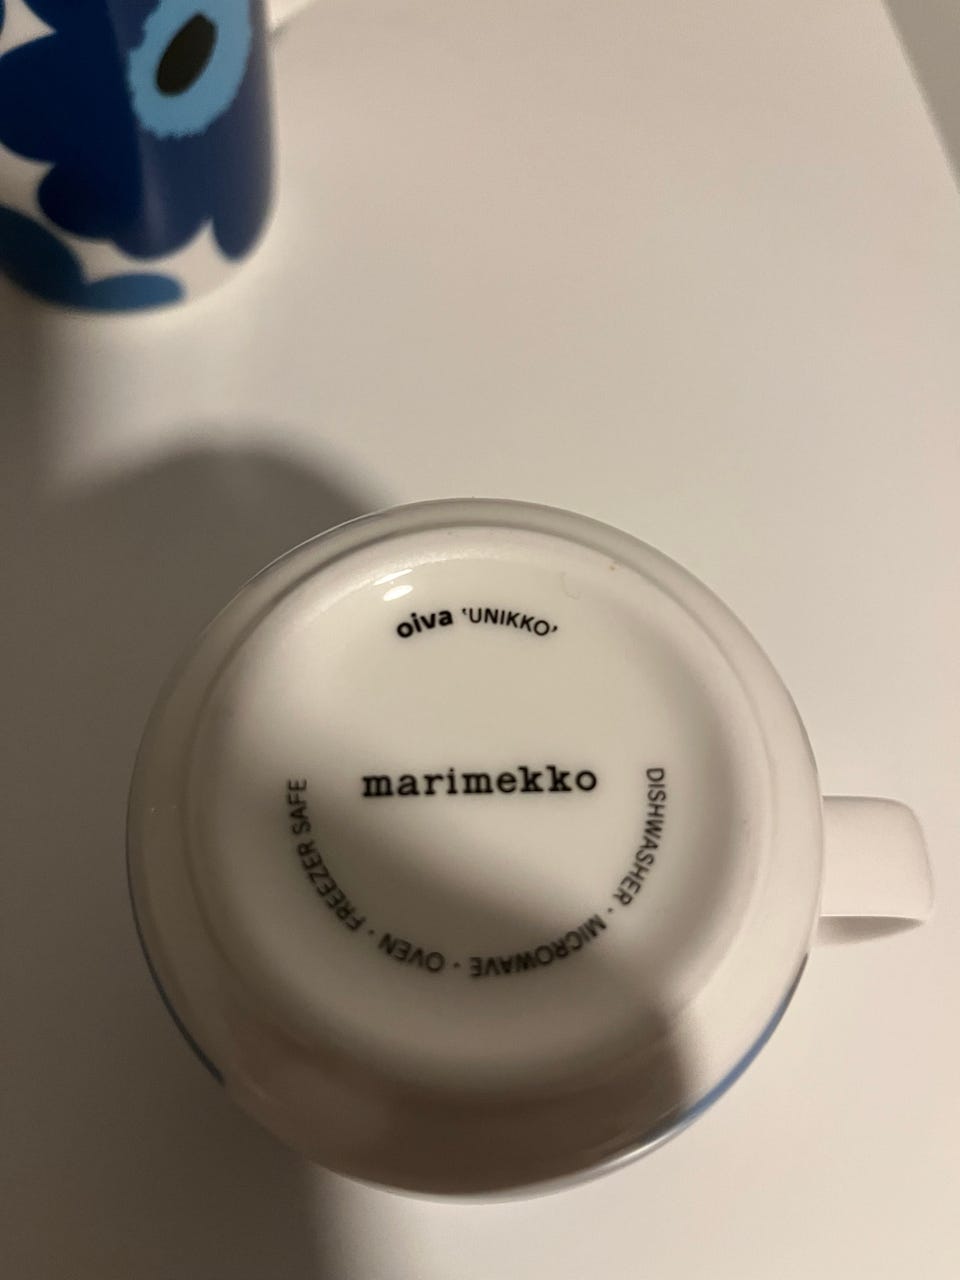 oiva ‘UNIKKO’
marimekko
DISHWASHER · MICROWAVE · OVEN · FREEZER SAFE